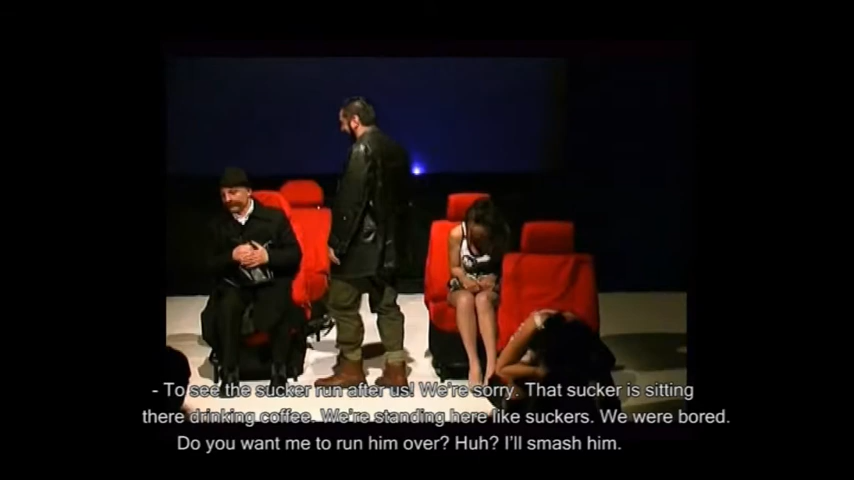 - To see the sucker run after us! We're sorry. That sucker is sitting
there drinking coffee. We're standing here like suckers. We were bored.
Do you want me to run him over? Huh? I'll smash him.